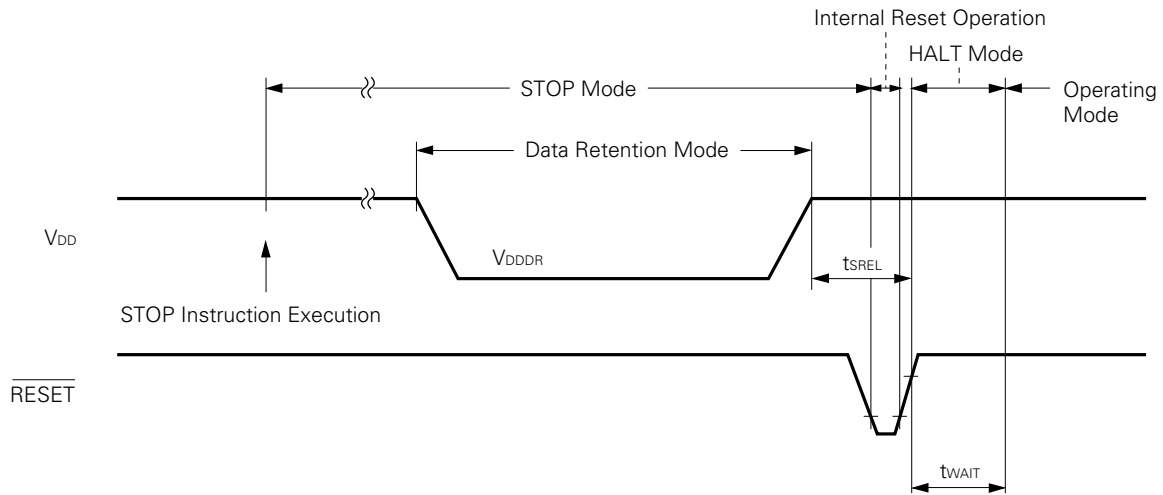 Internal Reset Operation
HALT Mode
STOP Mode
Operating
Mode
Data Retention Mode
VDD
VDDDR
tSREL
STOP Instruction Execution
RESET
tWAIT